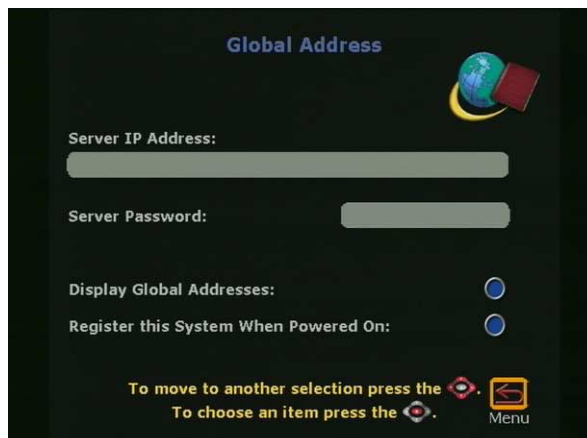 Global Address
Server IP Address:
Server Password:
Display Global Addresses:
Register this System When Powered On:
To move to another selection press the .
To choose an item press the .
Menu